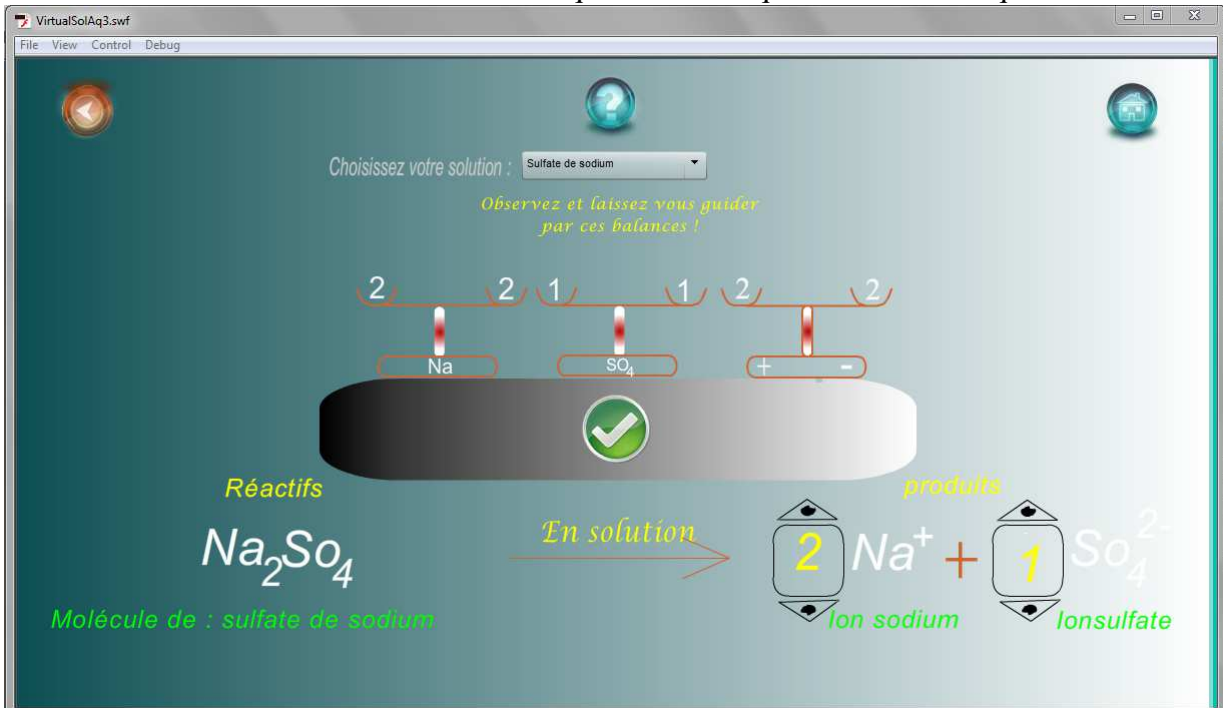 VirtualSolAq3.swf
File View Control Debug
Choisissez votre solution : Sulfate de sodium
Observez et laissez vous guider
par ces balances !
2 2 1 1 2 2
Na SO4 + -
Réactifs produits
Na2So4 En solution 2 Na+ + 1 So4 2-
Molécule de : sulfate de sodium Ion sodium Ionsulfate